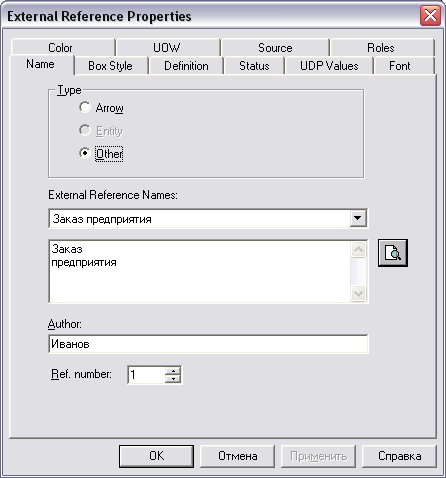 External Reference Properties
Color UOW Source Roles
Name Box Style Definition Status UDP Values Font
Type
Arrow
Entity
Other
External Reference Names:
Заказ предприятия
Заказ
предприятия
Author:
Иванов
Ref. number: 1
OK Отмена Применить Справка